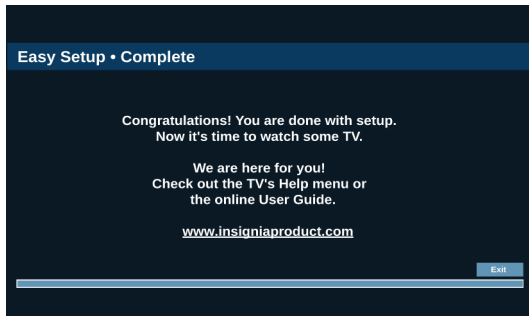 Easy Setup • Complete
Congratulations! You are done with setup.
Now it's time to watch some TV.
We are here for you!
Check out the TV's Help menu or
the online User Guide.
www.insigniaproduct.com
Exit